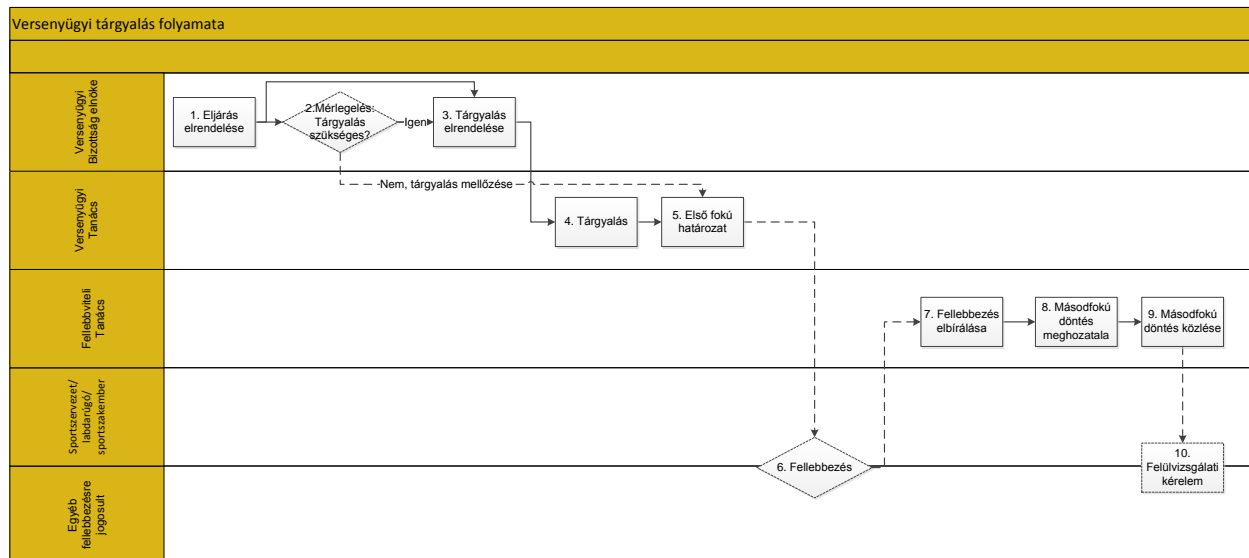 Versenyügyi tárgyalás folyamata
Versenyügyi
Bizottság elnöke
1. Eljárás
elrendelése
2.Mérlegelés:
Tárgyalás
szükséges?
Igen
3. Tárgyalás
elrendelése
Versenyügyi
Tanács
Nem, tárgyalás mellőzése
4. Tárgyalás
5. Első fokú
határozat
Fellebbviteli
Tanács
7. Fellebbezés
elbírálása
8. Másodfokú
döntés
meghozatala
9. Másodfokú
döntés közlése
Sportszervezet/
labdarúgó/
sportszakember
6. Fellebbezés
10.
Felülvizsgálati
kérelem
Egyéb
fellebbezésre
jogosult